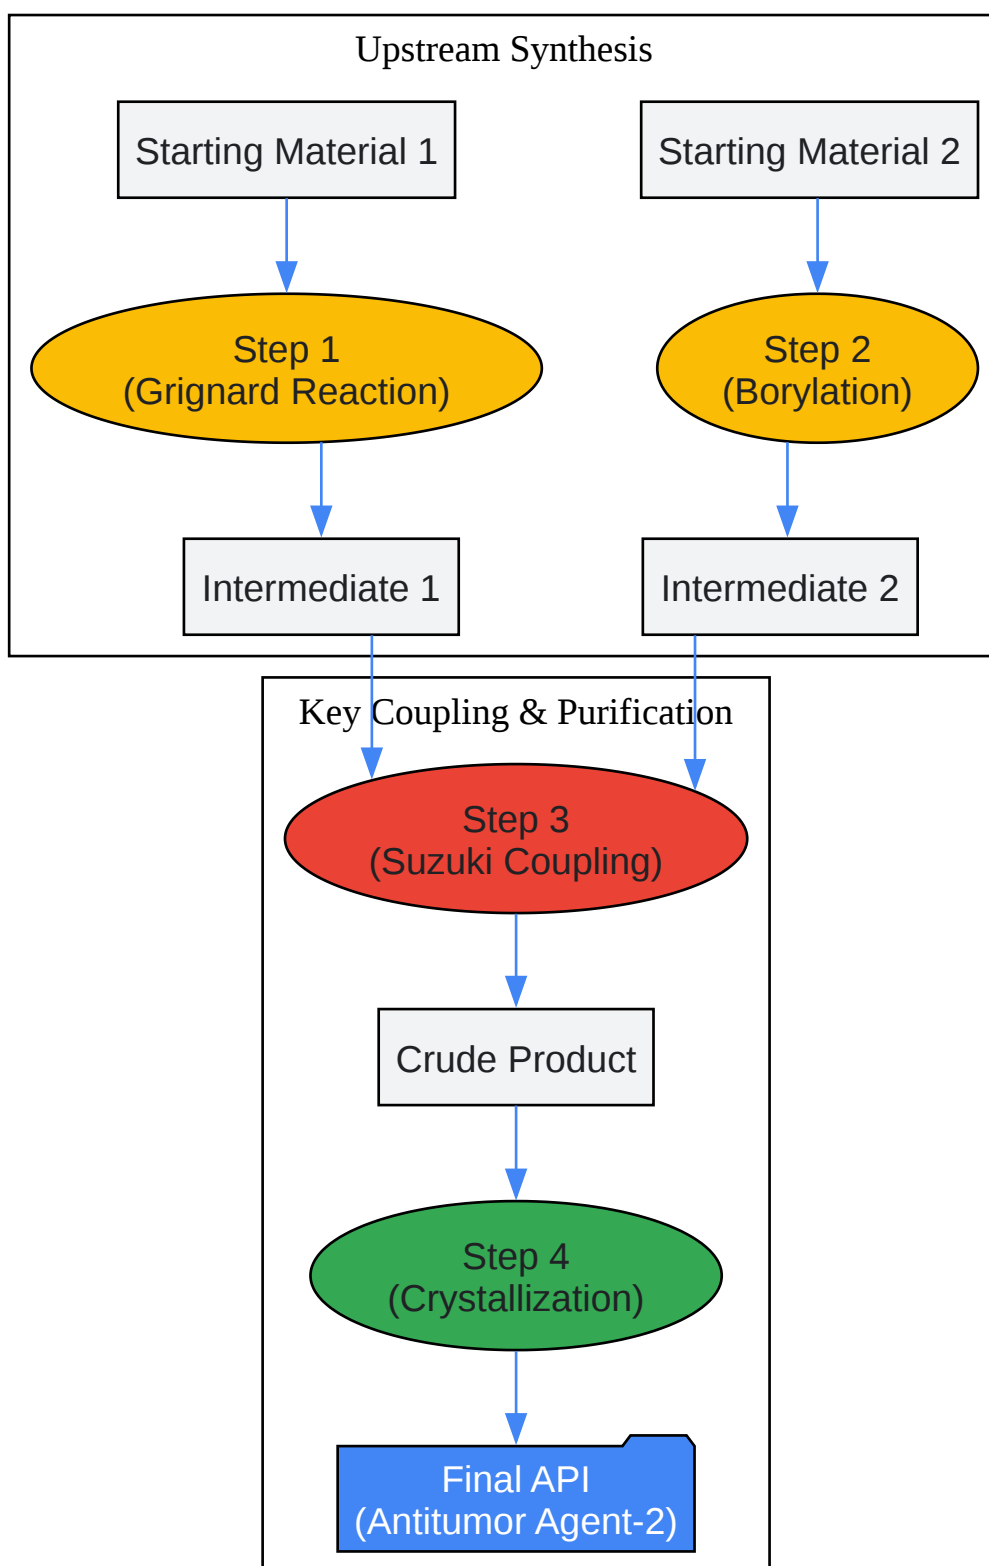 Upstream Synthesis
Starting Material 1
Starting Material 2
Step 1
(Grignard Reaction)
Step 2
(Borylation)
Intermediate 1
Intermediate 2
Key Coupling & Purification
Step 3
(Suzuki Coupling)
Crude Product
Step 4
(Crystallization)
Final API
(Antitumor Agent-2)